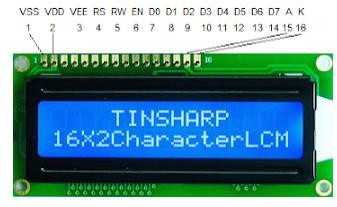 VSS VDD VEE RS RW EN D0 D1 D2 D3 D4 D5 D6 D7 A K
1 2 3 4 5 6 7 8 9 10 11 12 13 14 15 16
1 16
TINSHARP
16X2CharacterLCM